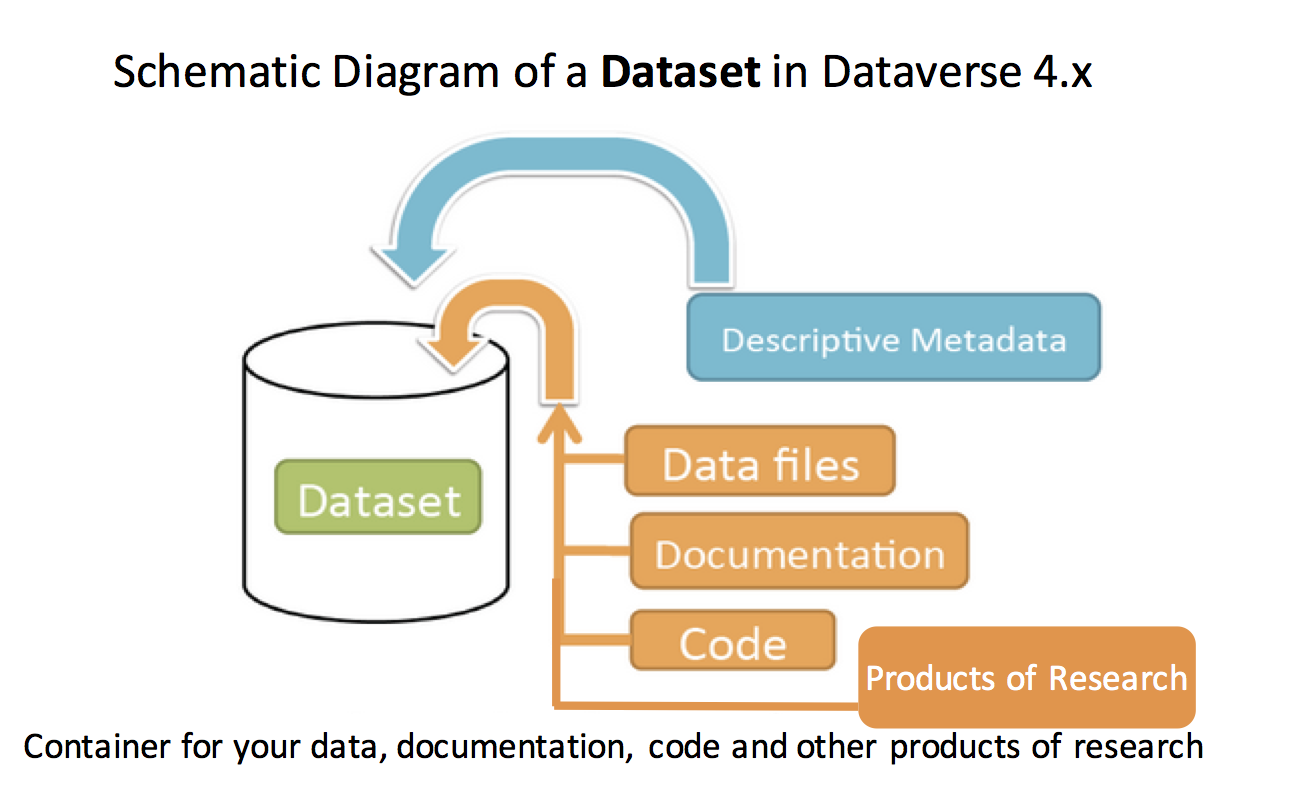 Schematic Diagram of a Dataset in Dataverse 4.x
Descriptive Metadata
Data files
Dataset
Documentation
Code
Products of Research
Container for your data, documentation, code and other products of research